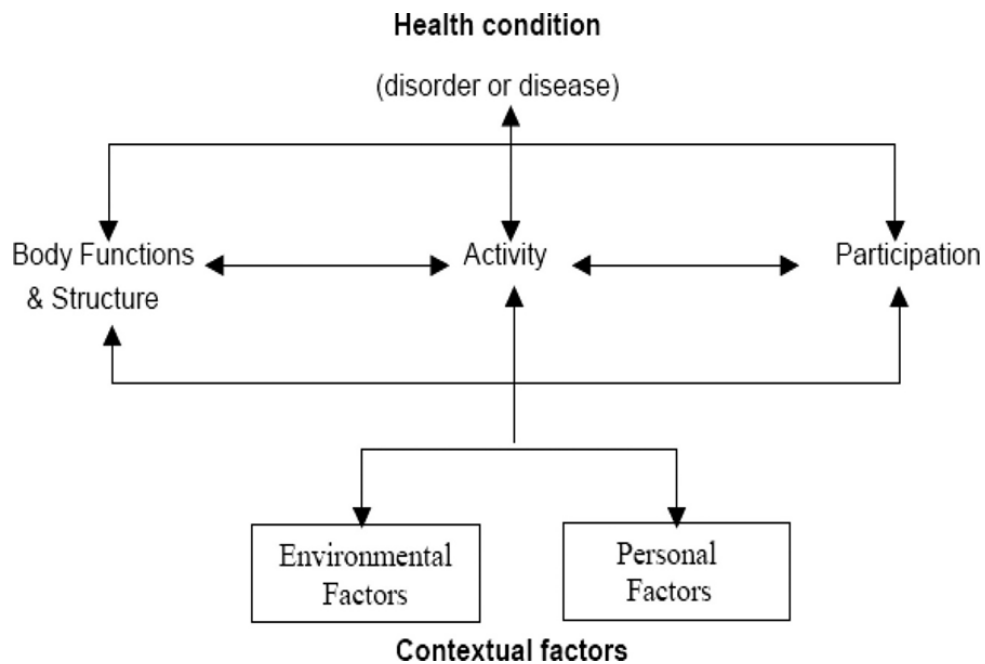 Health condition
(disorder or disease)
Body Functions
& Structure
Activity
Participation
Environmental
Factors
Personal
Factors
Contextual factors